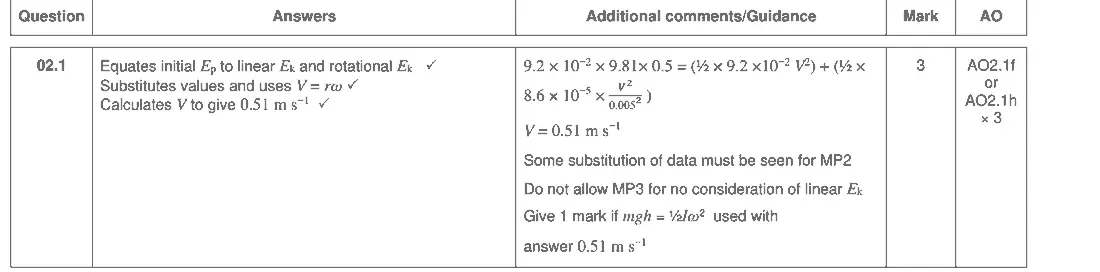 Question Answers Additional comments/Guidance Mark AO
02.1 Equates initial Eₚ to linear Eₖ and rotational Eₖ ✓
Substitutes values and uses V = rω ✓
Calculates V to give 0.51 m s⁻¹ ✓
9.2 × 10⁻² × 9.81× 0.5 = (½ × 9.2 ×10⁻² V²) + (½ ×
8.6 × 10⁻⁵ × V²/0.005² )
V = 0.51 m s⁻¹
Some substitution of data must be seen for MP2
Do not allow MP3 for no consideration of linear Eₖ
Give 1 mark if mgh = ½Iω² used with
answer 0.51 m s⁻¹
3
AO2.1f
or
AO2.1h
× 3